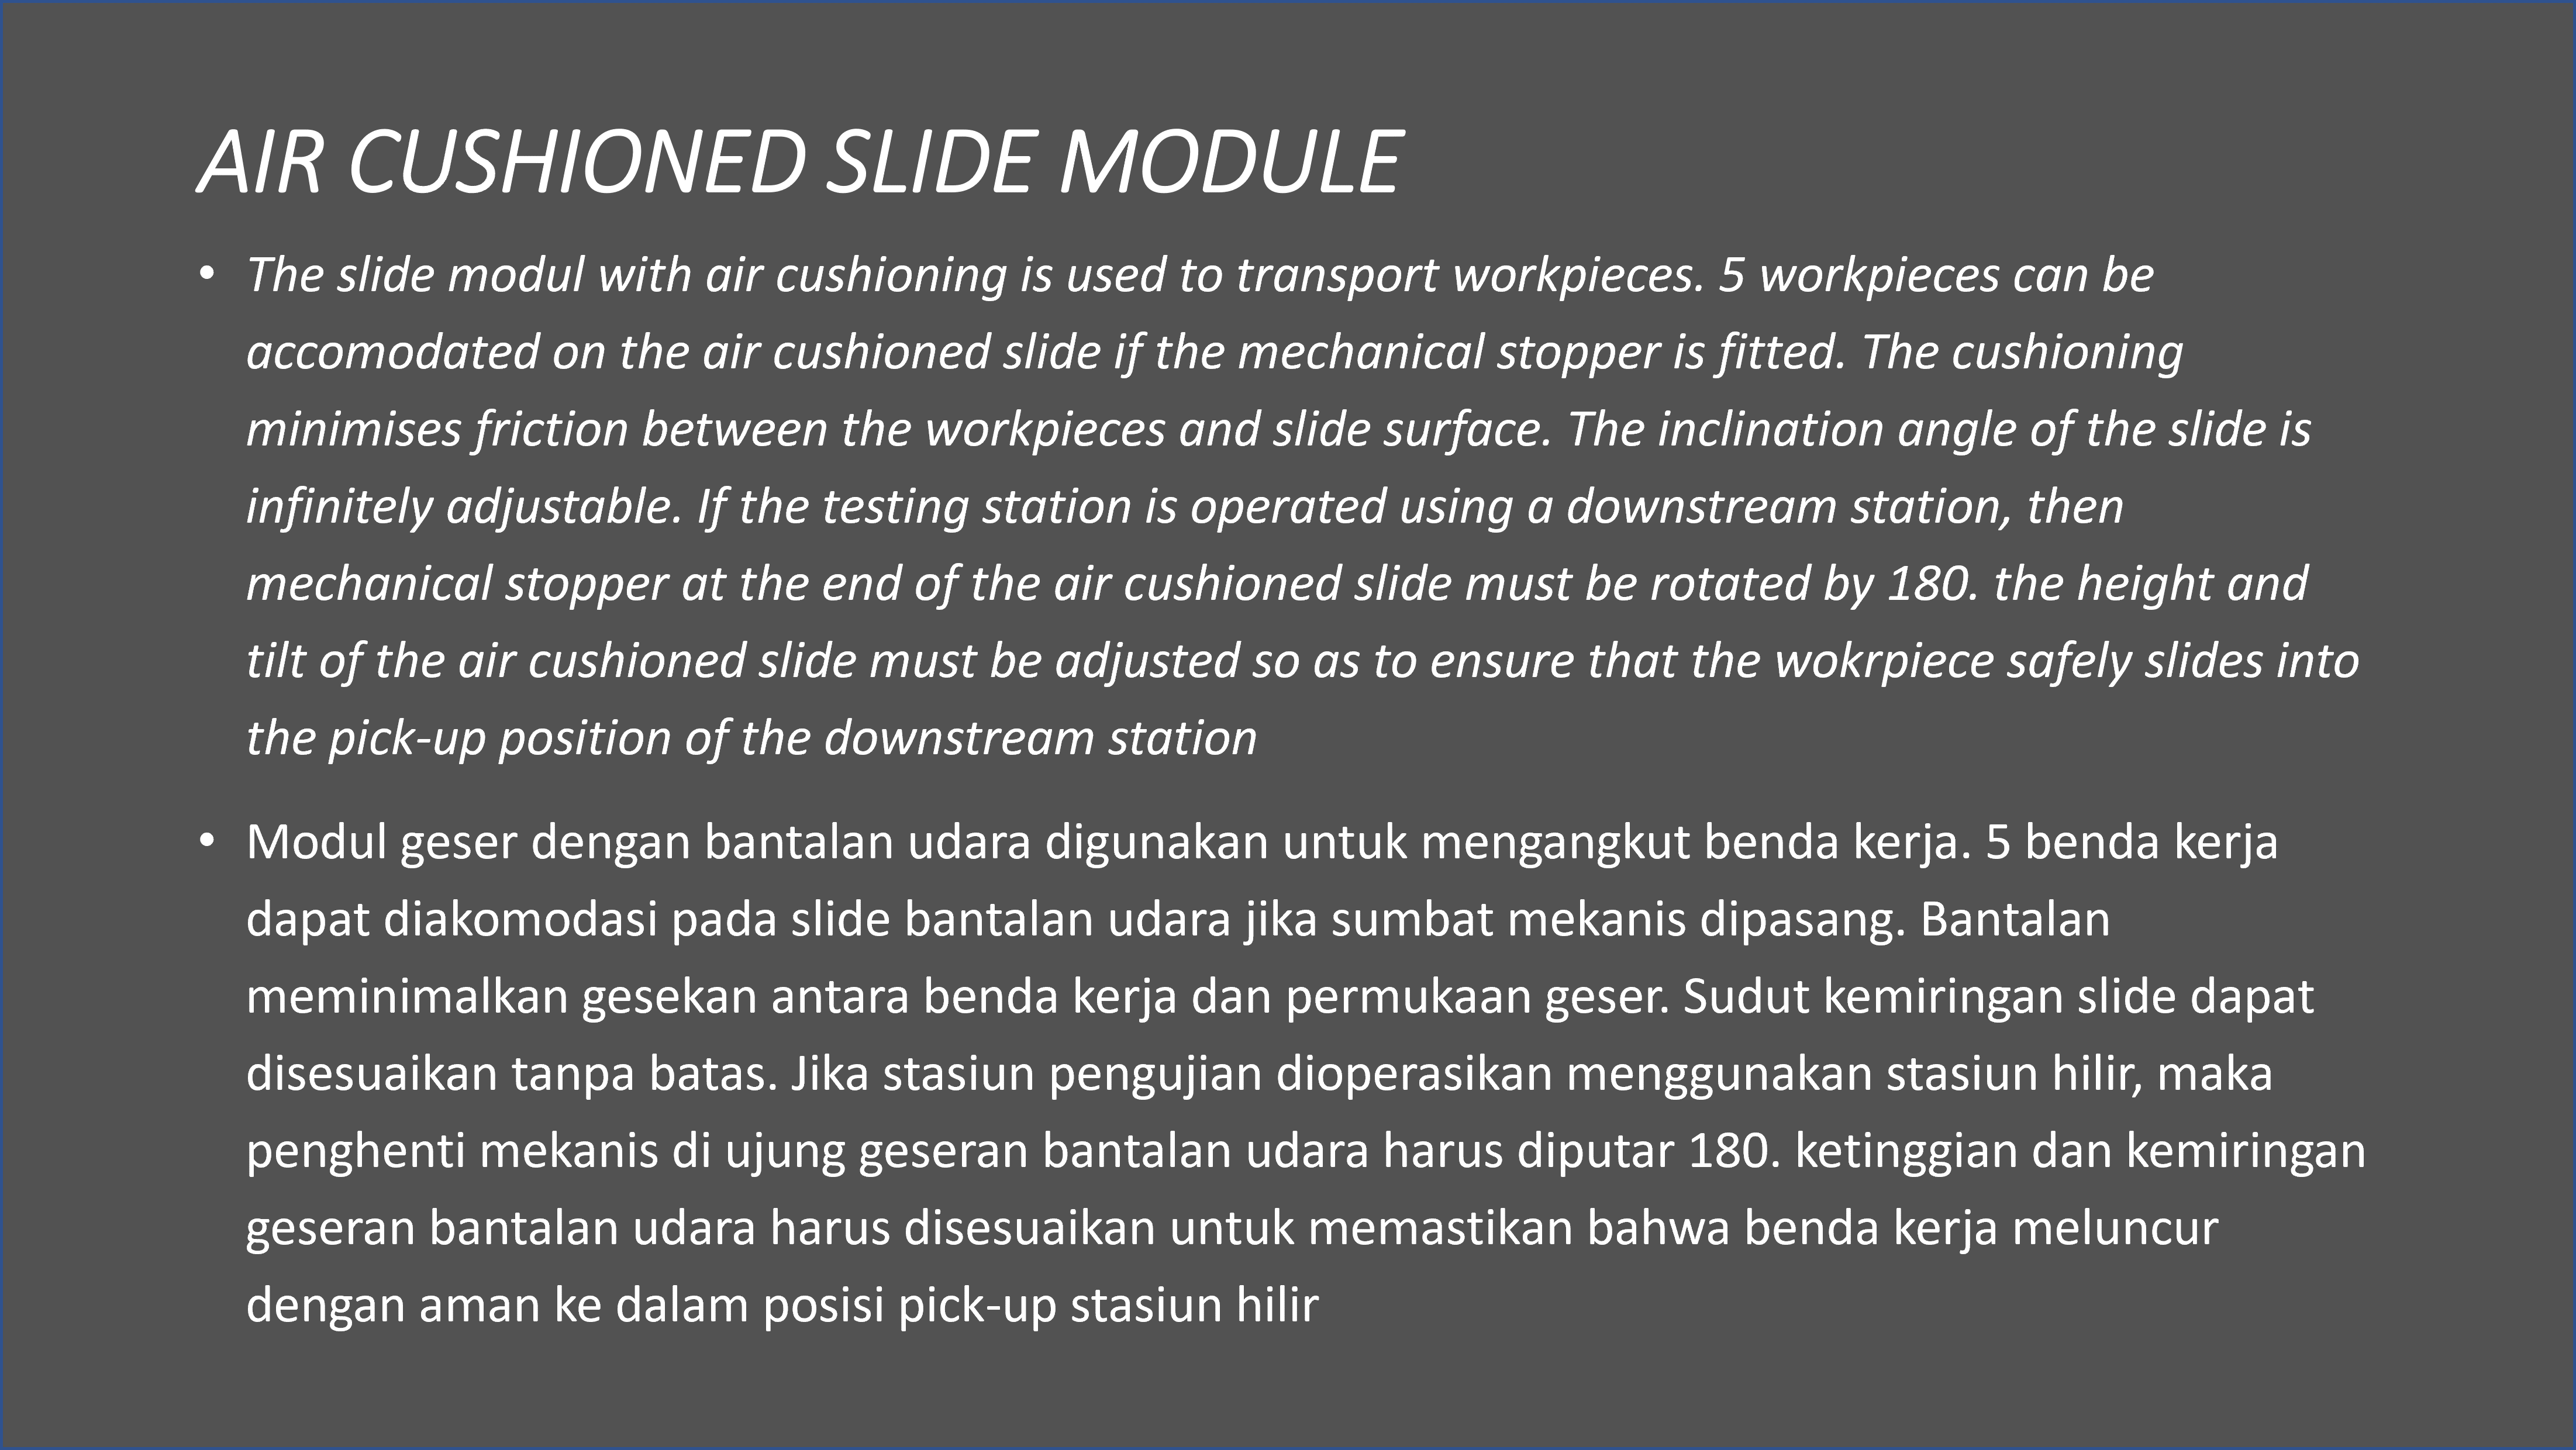 AIR CUSHIONED SLIDE MODULE
• The slide modul with air cushioning is used to transport workpieces. 5 workpieces can be
accomodated on the air cushioned slide if the mechanical stopper is fitted. The cushioning
minimises friction between the workpieces and slide surface. The inclination angle of the slide is
infinitely adjustable. If the testing station is operated using a downstream station, then
mechanical stopper at the end of the air cushioned slide must be rotated by 180. the height and
tilt of the air cushioned slide must be adjusted so as to ensure that the wokrpiece safely slides into
the pick-up position of the downstream station
• Modul geser dengan bantalan udara digunakan untuk mengangkut benda kerja. 5 benda kerja
dapat diakomodasi pada slide bantalan udara jika sumbat mekanis dipasang. Bantalan
meminimalkan gesekan antara benda kerja dan permukaan geser. Sudut kemiringan slide dapat
disesuaikan tanpa batas. Jika stasiun pengujian dioperasikan menggunakan stasiun hilir, maka
penghenti mekanis di ujung geseran bantalan udara harus diputar 180. ketinggian dan kemiringan
geseran bantalan udara harus disesuaikan untuk memastikan bahwa benda kerja meluncur
dengan aman ke dalam posisi pick-up stasiun hilir